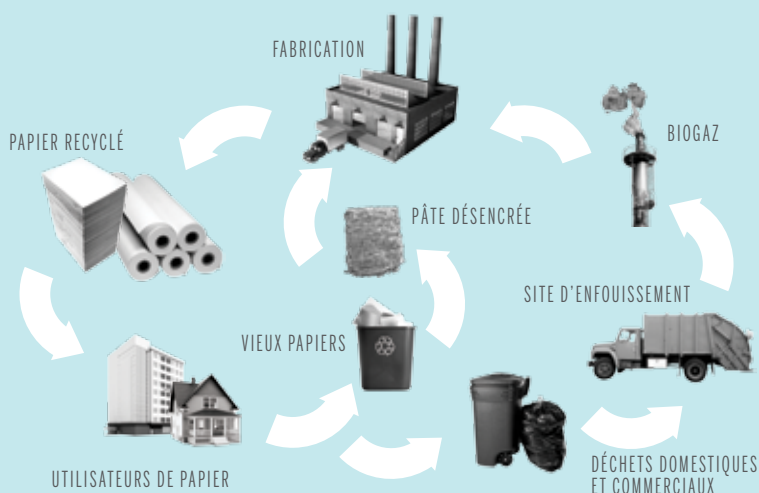 FABRICATION
PAPIER RECYCLÉ
BIOGAZ
PÂTE DÉSENCRÉE
SITE D'ENFOUISSEMENT
VIEUX PAPIERS
UTILISATEURS DE PAPIER
DÉCHETS DOMESTIQUES
ET COMMERCIAUX